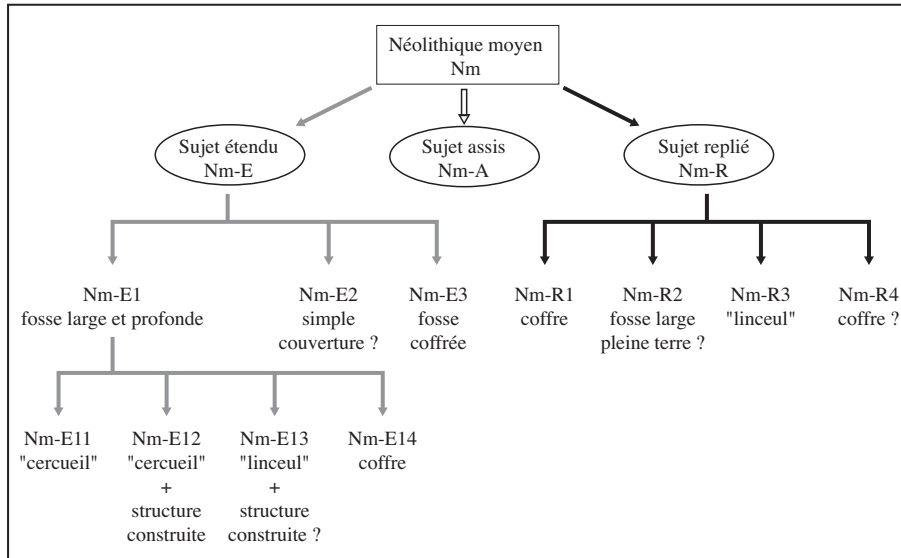 Néolithique moyen
Nm
Sujet étendu
Nm-E
Sujet assis
Nm-A
Sujet replié
Nm-R
Nm-E1
fosse large et profonde
Nm-E2
simple
couverture ?
Nm-E3
fosse
coffrée
Nm-R1
coffre
Nm-R2
fosse large
pleine terre ?
Nm-R3
"linceul"
Nm-R4
coffre ?
Nm-E11
"cercueil"
Nm-E12
"cercueil"
+
structure
construite
Nm-E13
"linceul"
+
structure
construite ?
Nm-E14
coffre